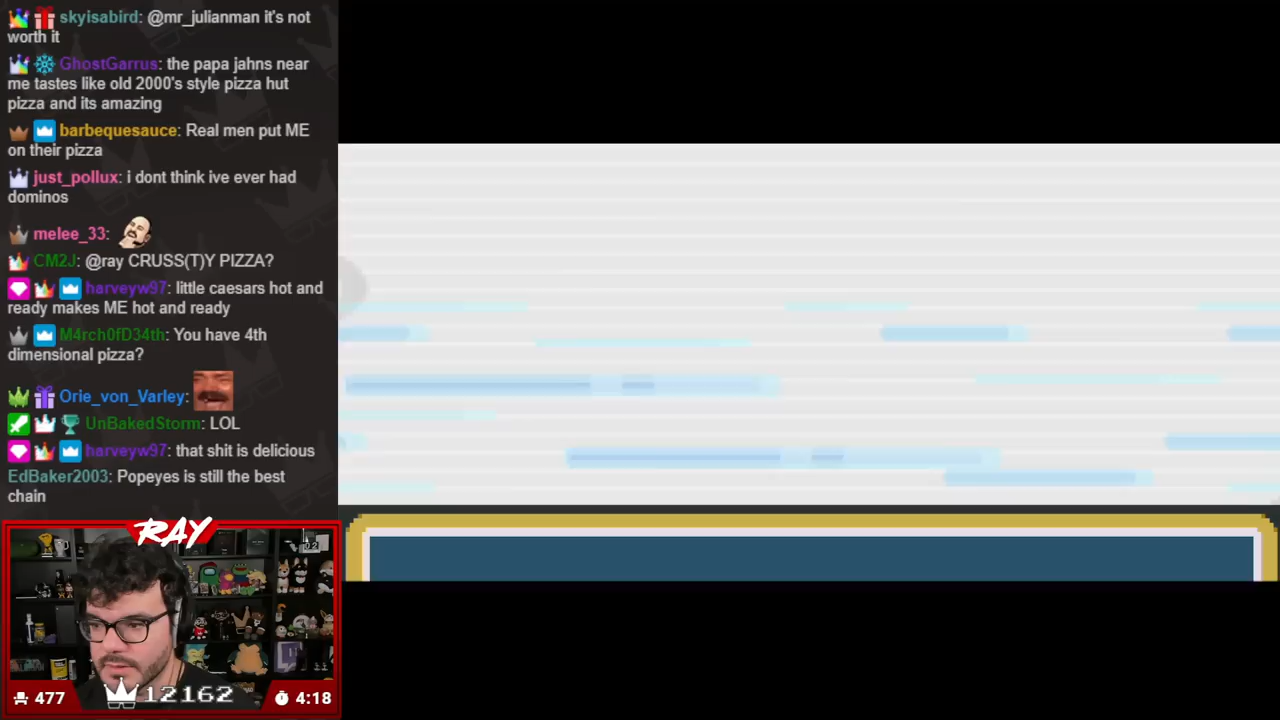 skyisabird: @mr_julianman it's not
worth it
GhostGarrus: the papa jahns near
me tastes like old 2000's style pizza hut
pizza and its amazing
barbequesauce: Real men put ME
on their pizza
just_pollux: i dont think ive ever had
dominos
melee_33:
CM2J: @ray CRUSS(T)Y PIZZA?
harveyw97: little caesars hot and
ready makes ME hot and ready
M4rch0fD34th: You have 4th
dimensional pizza?
Orie_von_Varley:
UnBakedStorm: LOL
harveyw97: that shit is delicious
EdBaker2003: Popeyes is still the best
chain
RAY
477
12162
4:18